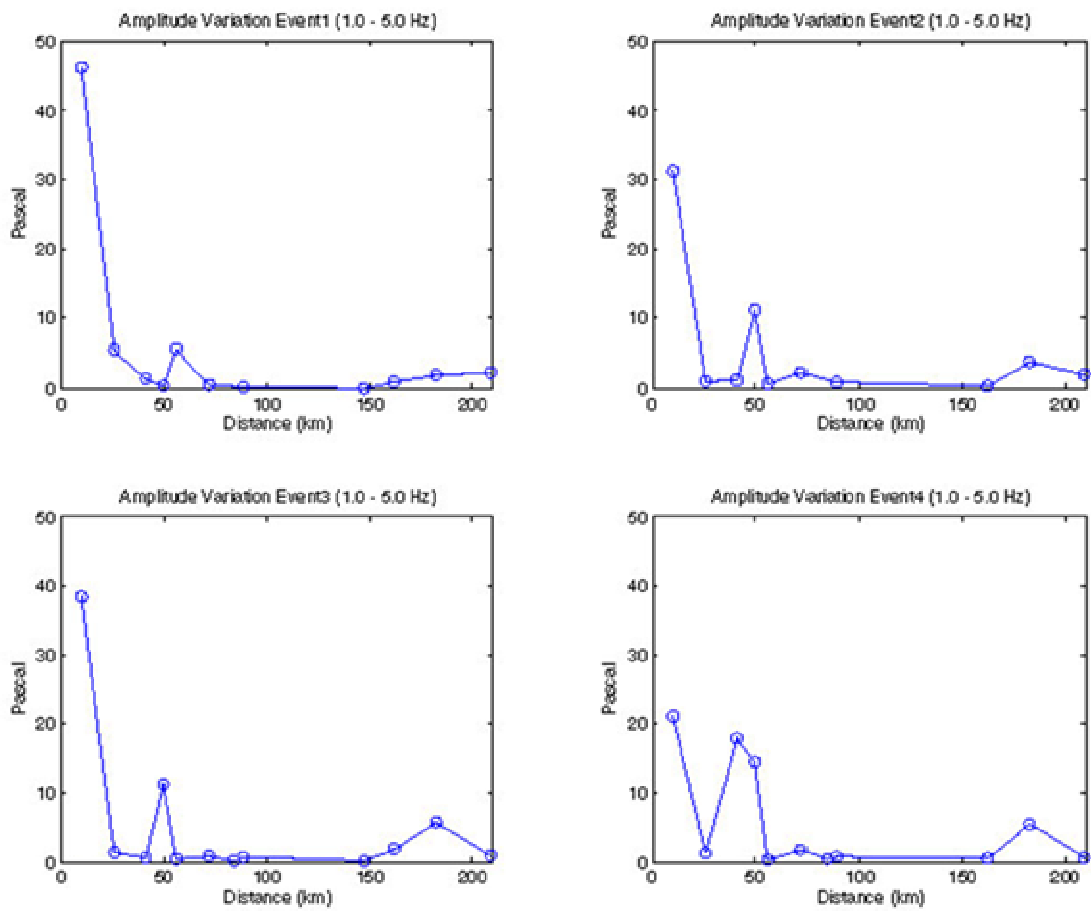 Amplitude Variation Event1 (1.0 - 5.0 Hz)
50
40
30
20
10
0
Pascal
0 50 100 150 200
Distance (km)
Amplitude Variation Event2 (1.0 - 5.0 Hz)
50
40
30
20
10
0
Pascal
0 50 100 150 200
Distance (km)
Amplitude Variation Event3 (1.0 - 5.0 Hz)
50
40
30
20
10
0
Pascal
0 50 100 150 200
Distance (km)
Amplitude Variation Event4 (1.0 - 5.0 Hz)
50
40
30
20
10
0
Pascal
0 50 100 150 200
Distance (km)